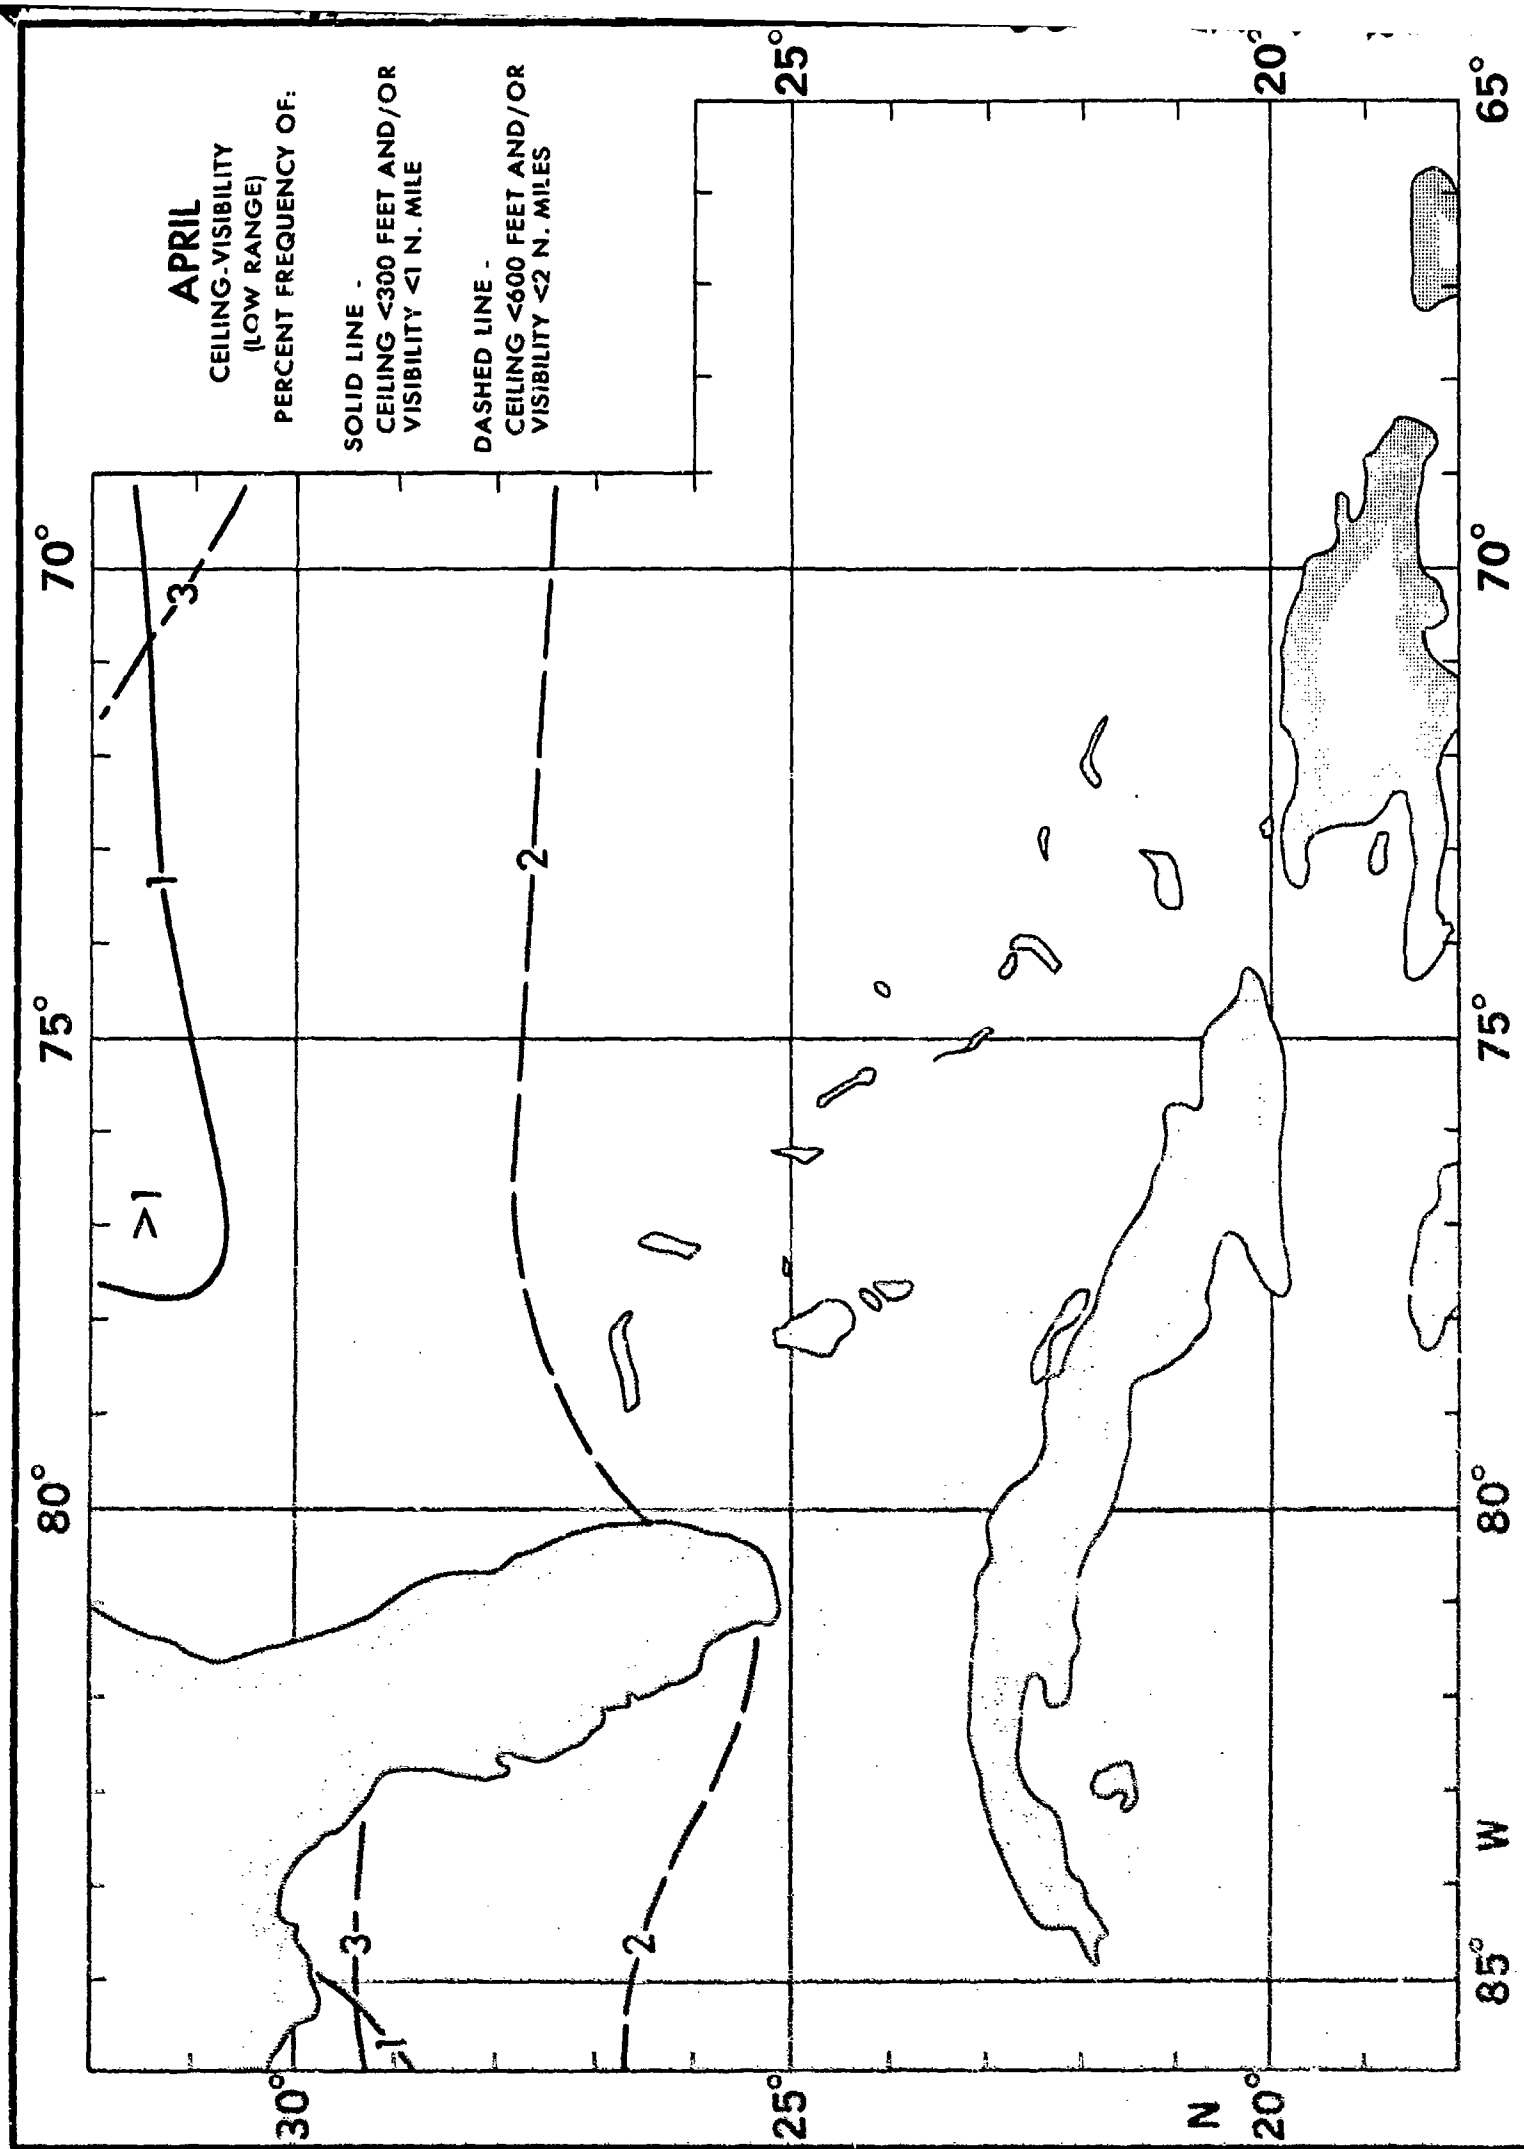 APRIL
CEILING-VISIBILITY
(LOW RANGE)
PERCENT FREQUENCY OF:
SOLID LINE -
CEILING <300 FEET AND/OR
VISIBILITY <1 N. MILE
DASHED LINE -
CEILING <600 FEET AND/OR
VISIBILITY <2 N. MILES
80°
75°
70°
>1
1
3
2
3
1
2
30°
25°
N
20°
25°
20°
85°
W
80°
75°
70°
65°